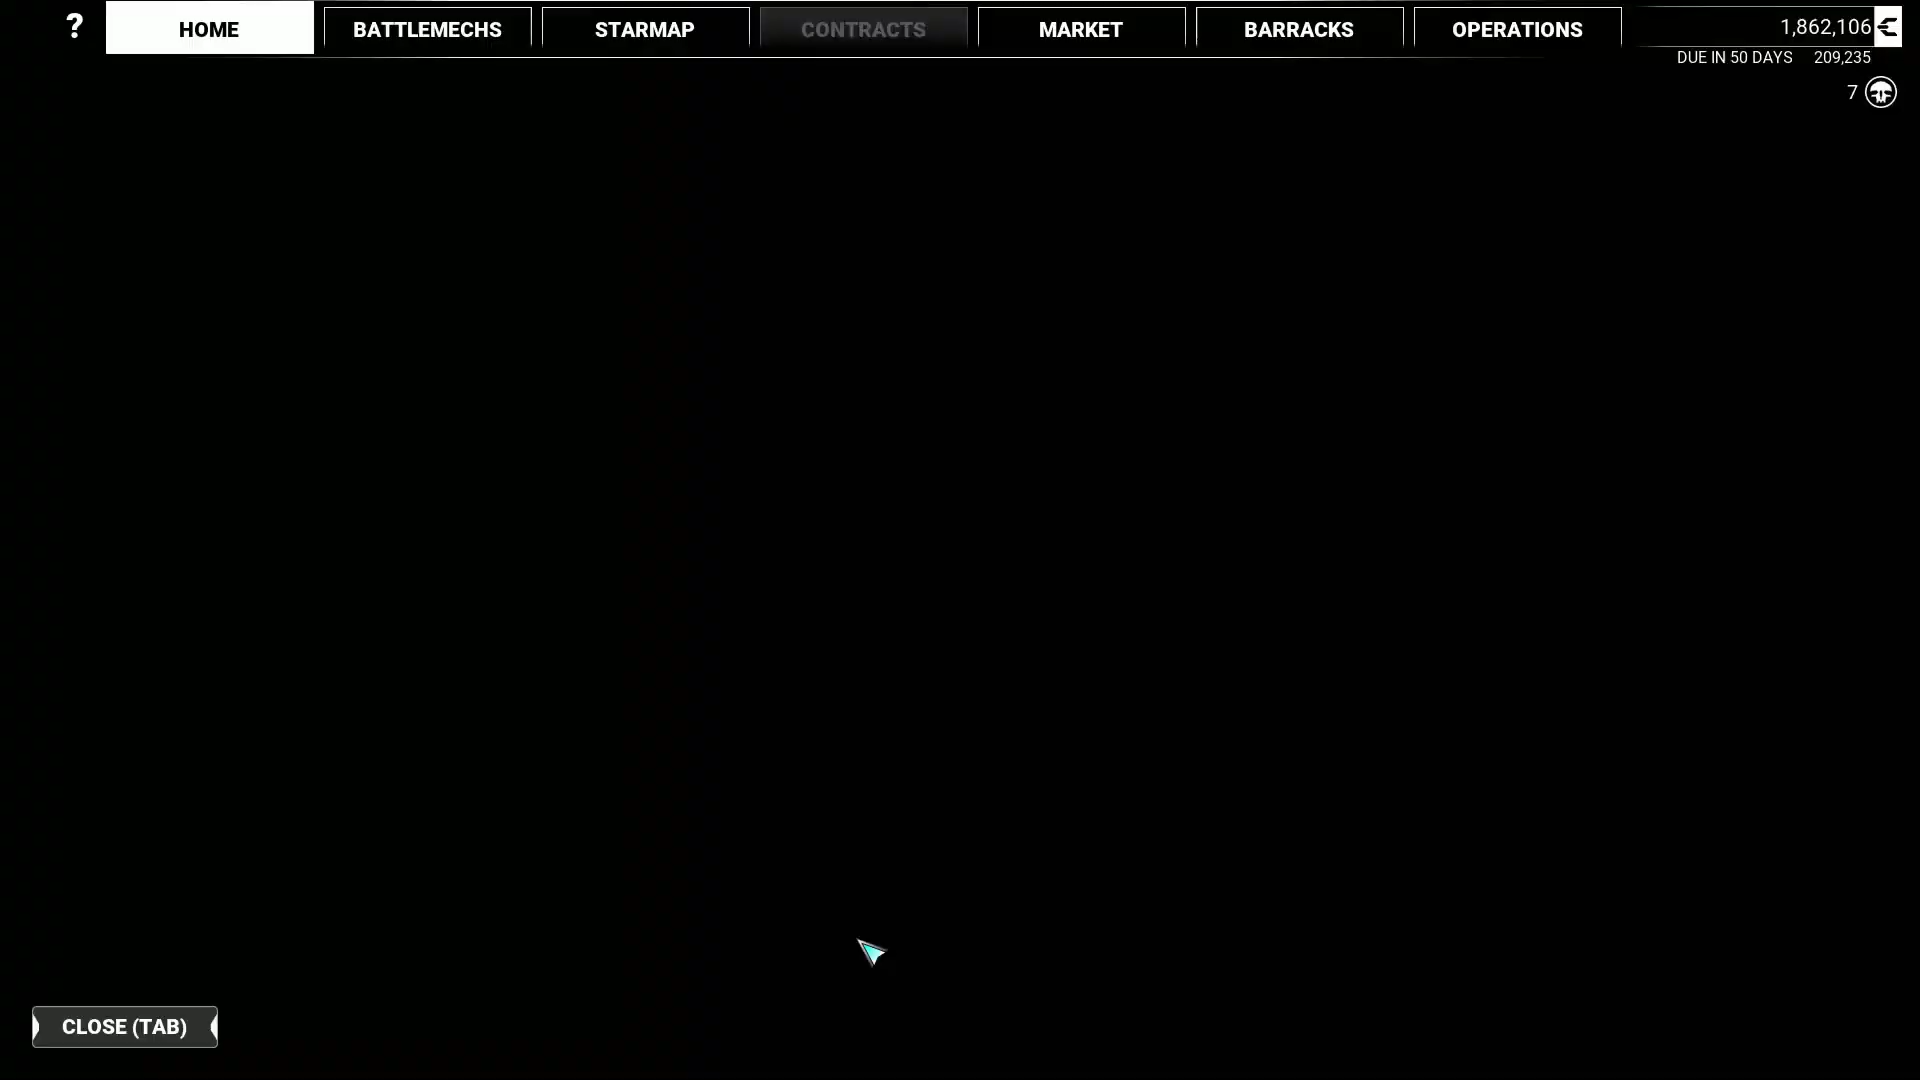 ?
HOME
BATTLEMECHS
STARMAP
CONTRACTS
MARKET
BARRACKS
OPERATIONS
1,862,106
DUE IN 50 DAYS 209,235
7
CLOSE (TAB)